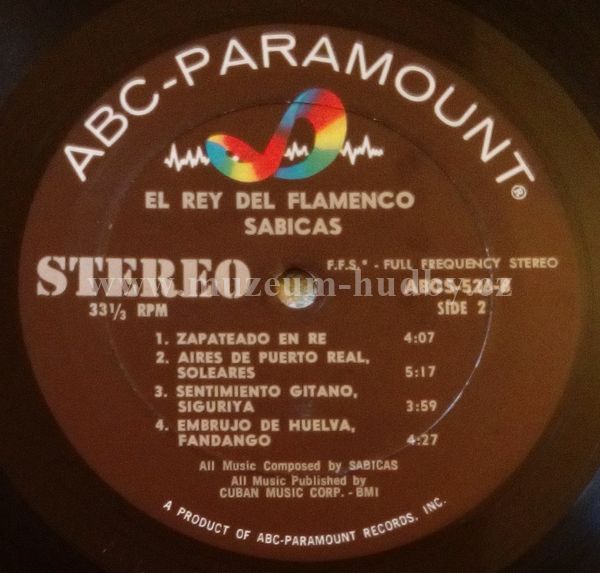 ABC-PARAMOUNT®
EL REY DEL FLAMENCO
SABICAS
STEREO
F.F.S.* - FULL FREQUENCY STEREO
www.muzeum-hudby.cz
33⅓ RPM
SIDE 2
1. ZAPATEADO EN RE 4:07
2. AIRES DE PUERTO REAL,
SOLEARES 5:17
3. SENTIMIENTO GITANO,
SIGURIYA 3:59
4. EMBRUJO DE HUELVA,
FANDANGO 4:27
All Music Composed by SABICAS
All Music Published by
CUBAN MUSIC CORP. - BMI
A PRODUCT OF ABC-PARAMOUNT RECORDS, INC.